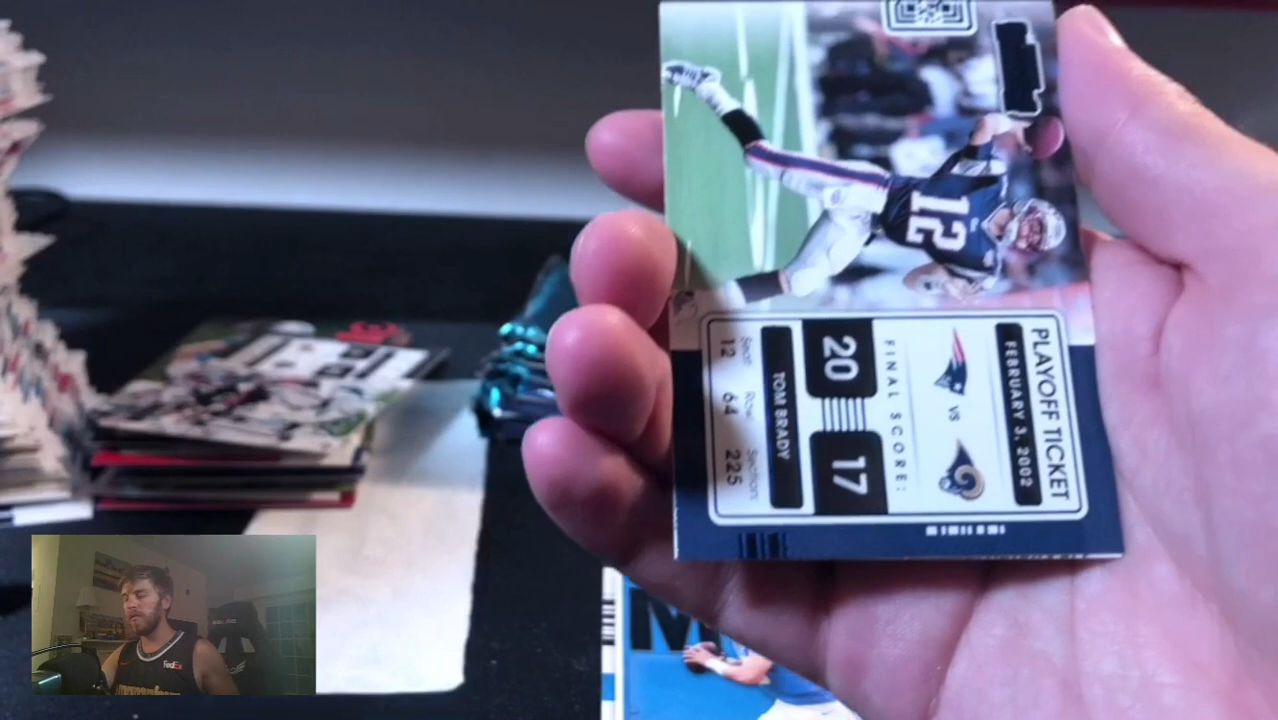 PLAYOFF TICKET
FEBRUARY 3, 2002
VS
FINAL SCORE:
20 17
TOM BRADY
Seat: Row: Section:
12 64 225
12
FedEx